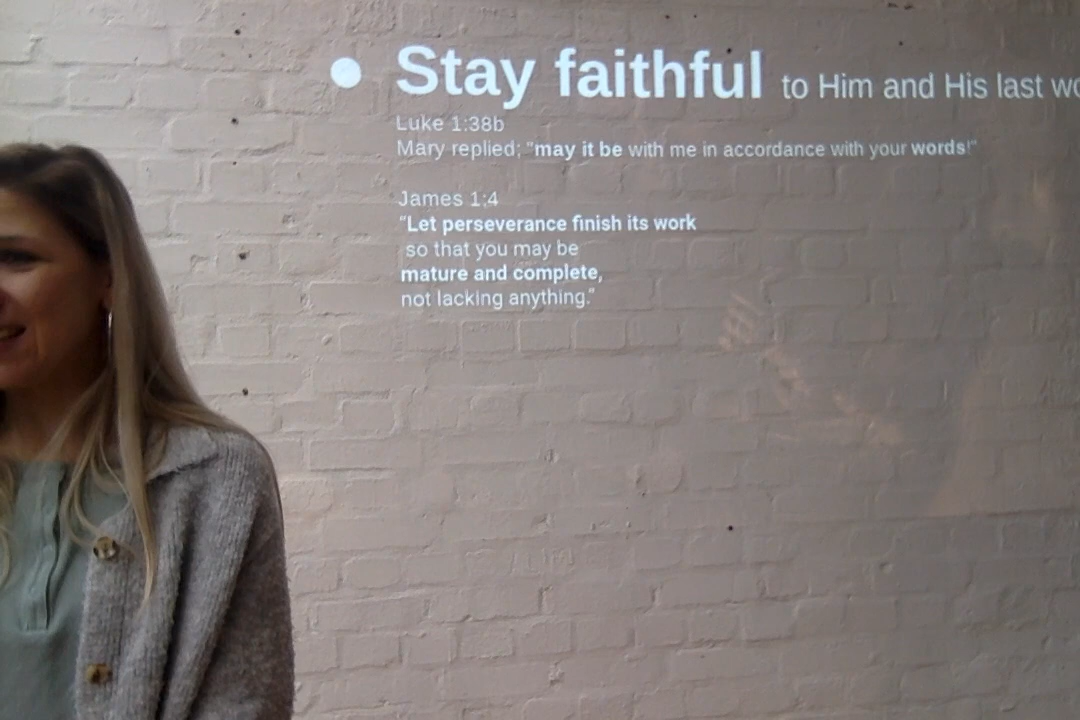 ● Stay faithful to Him and His last
Luke 1:38b
Mary replied; "may it be with me in accordance with your words!"
James 1:4
"Let perseverance finish its work
so that you may be
mature and complete,
not lacking anything."